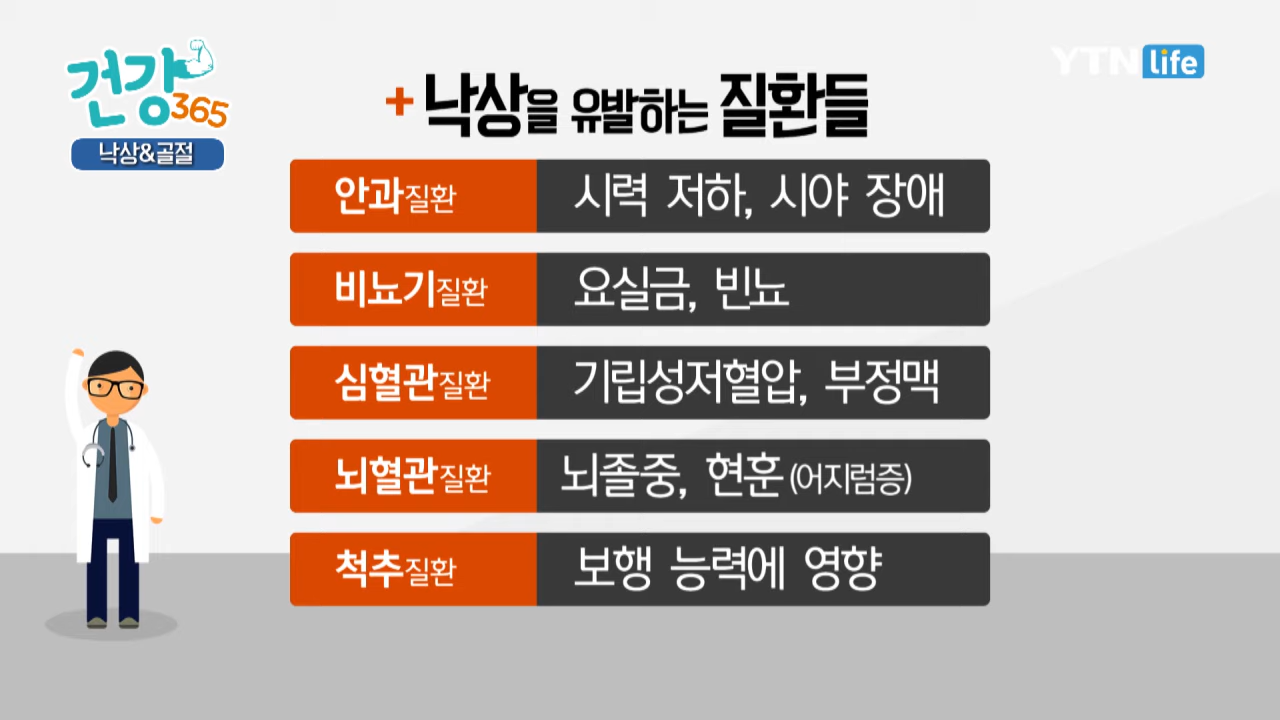 건강365
낙상&골절
YTN life
+ 낙상을 유발하는 질환들
안과질환 시력 저하, 시야 장애
비뇨기질환 요실금, 빈뇨
심혈관질환 기립성저혈압, 부정맥
뇌혈관질환 뇌졸중, 현훈(어지럼증)
척추질환 보행 능력에 영향